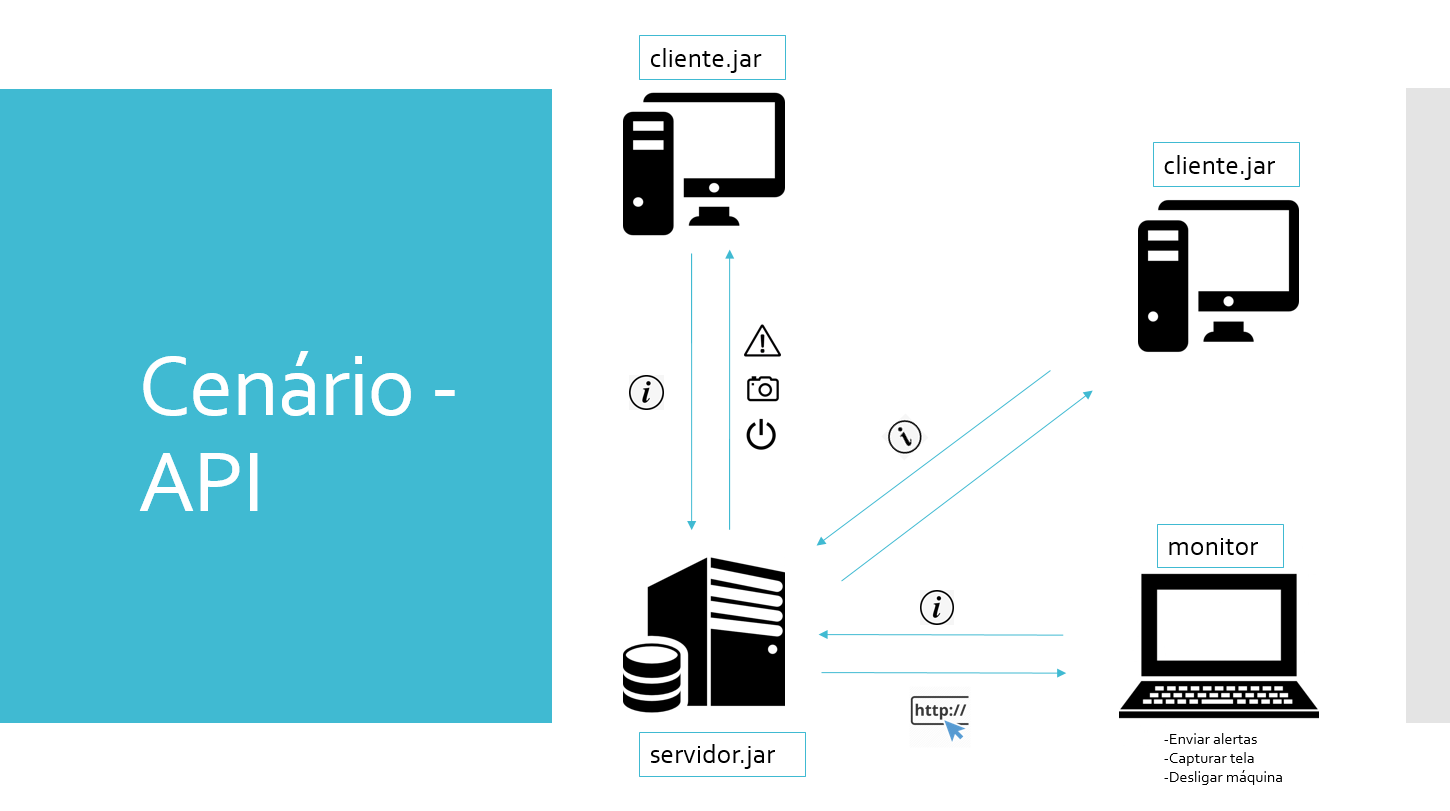 Cenário -
API
cliente.jar
cliente.jar
i
i
i
monitor
http://
servidor.jar
-Enviar alertas
-Capturar tela
-Desligar máquina